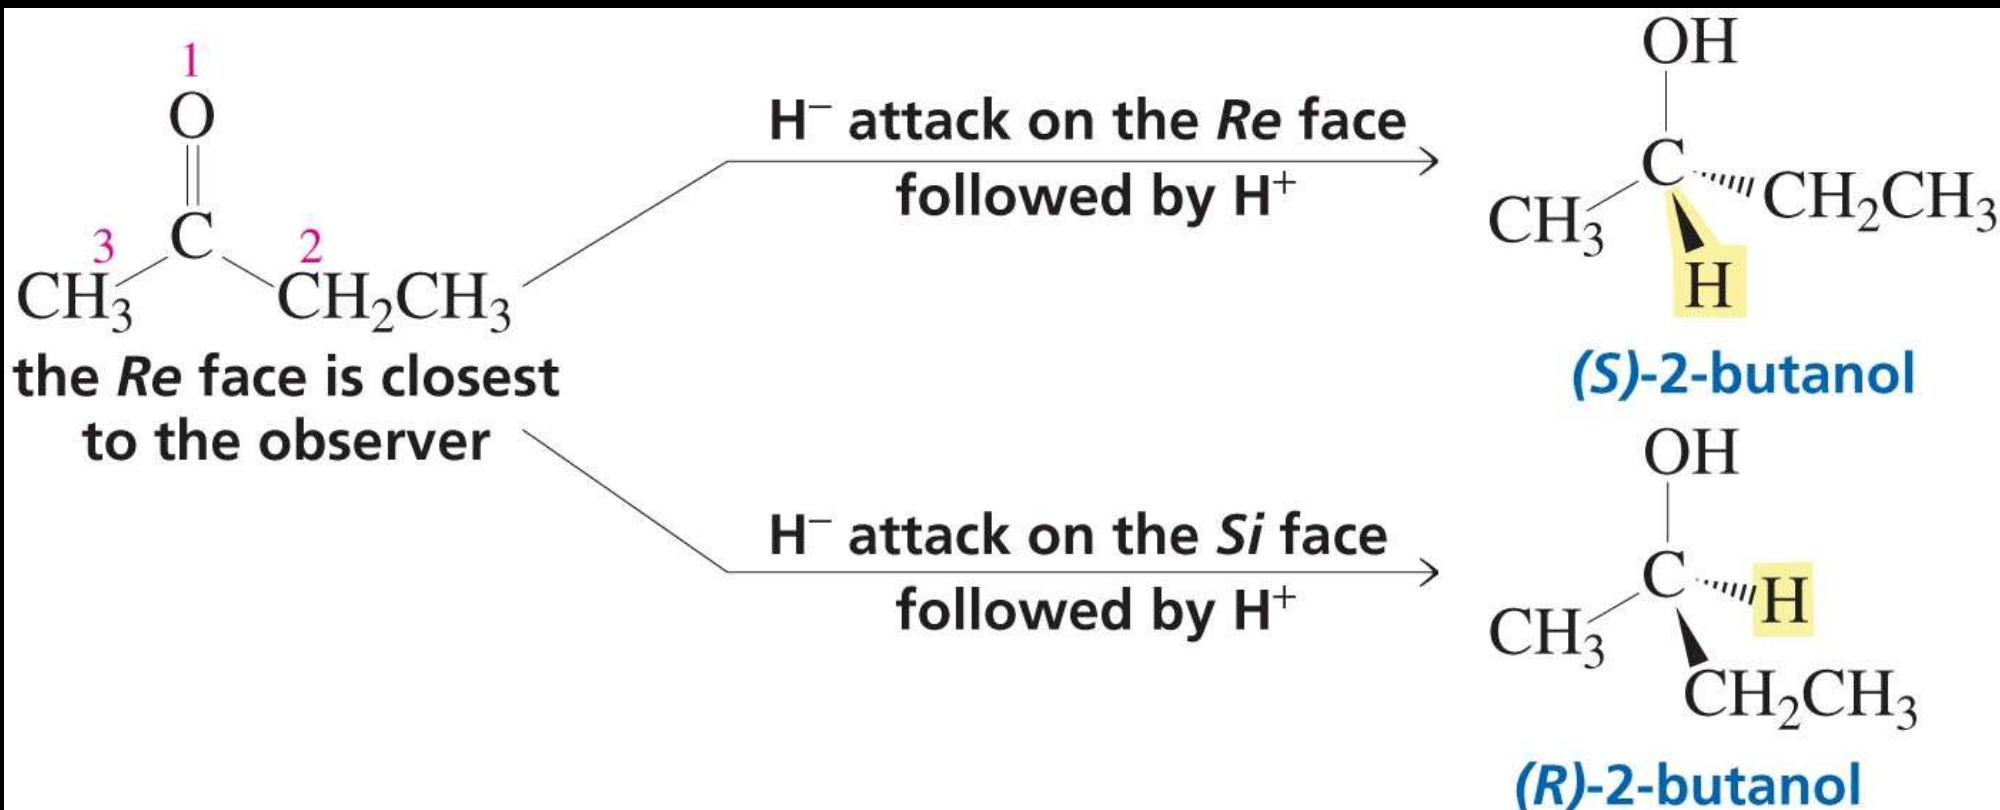 1
O
C
3
2
CH₃
CH₂CH₃
the Re face is closest
to the observer
H⁻ attack on the Re face
followed by H⁺
OH
C
CH₃
CH₂CH₃
H
(S)-2-butanol
H⁻ attack on the Si face
followed by H⁺
OH
C
H
CH₃
CH₂CH₃
(R)-2-butanol